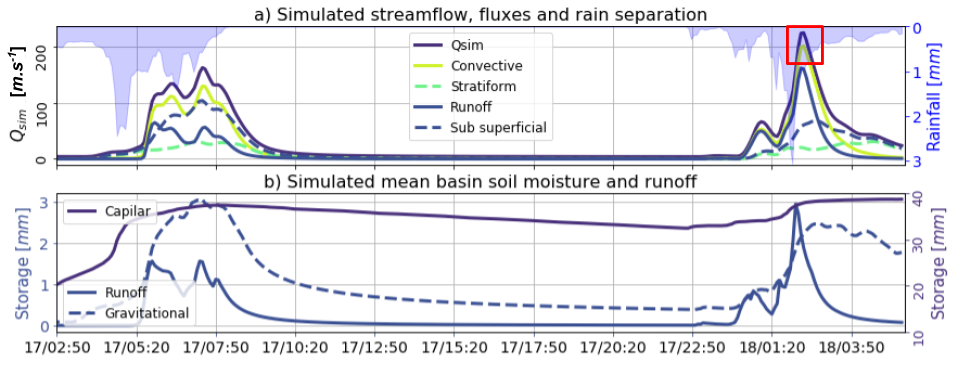 a) Simulated streamflow, fluxes and rain separation
Q_sim [m.s⁻¹]
200
100
0
Qsim
Convective
Stratiform
Runoff
Sub superficial
0
1
2
3
Rainfall [mm]
b) Simulated mean basin soil moisture and runoff
Storage [mm]
3
2
1
0
Capilar
Runoff
Gravitational
40
30
20
10
Storage [mm]
17/02:50 17/05:20 17/07:50 17/10:20 17/12:50 17/15:20 17/17:50 17/20:20 17/22:50 18/01:20 18/03:50